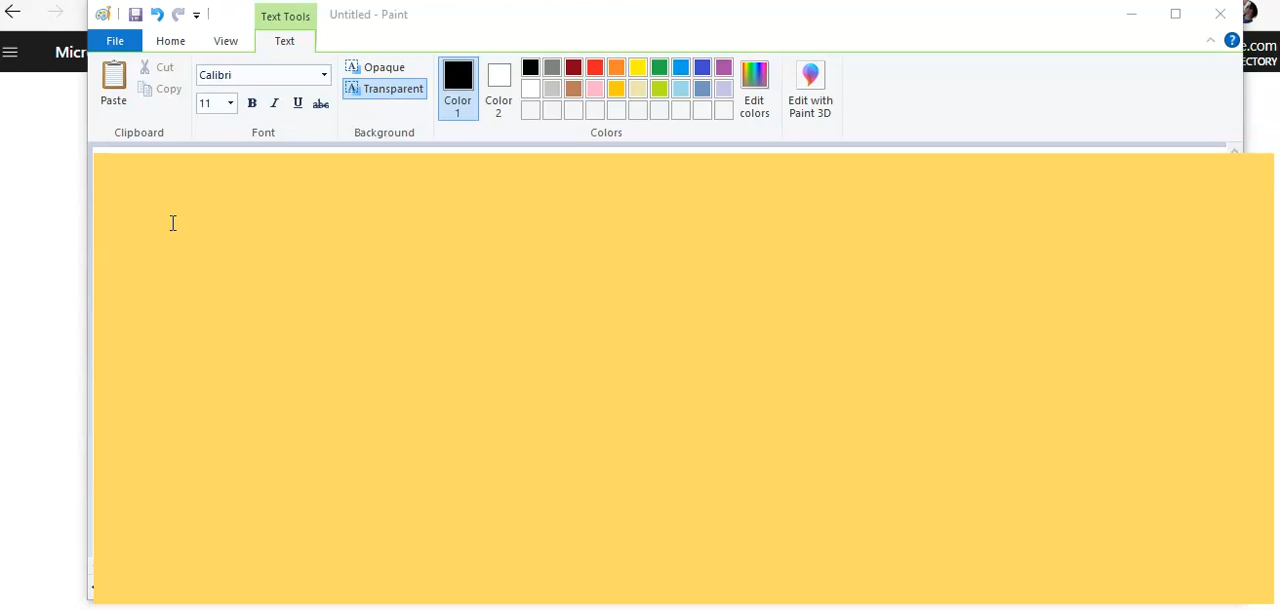 Text Tools
Untitled - Paint
File
Home
View
Text
Micr
e.com
ECTORY
Paste
Cut
Copy
Calibri
11
B
I
U
abc
Opaque
Transparent
Color
1
Color
2
Edit
colors
Edit with
Paint 3D
Clipboard
Font
Background
Colors